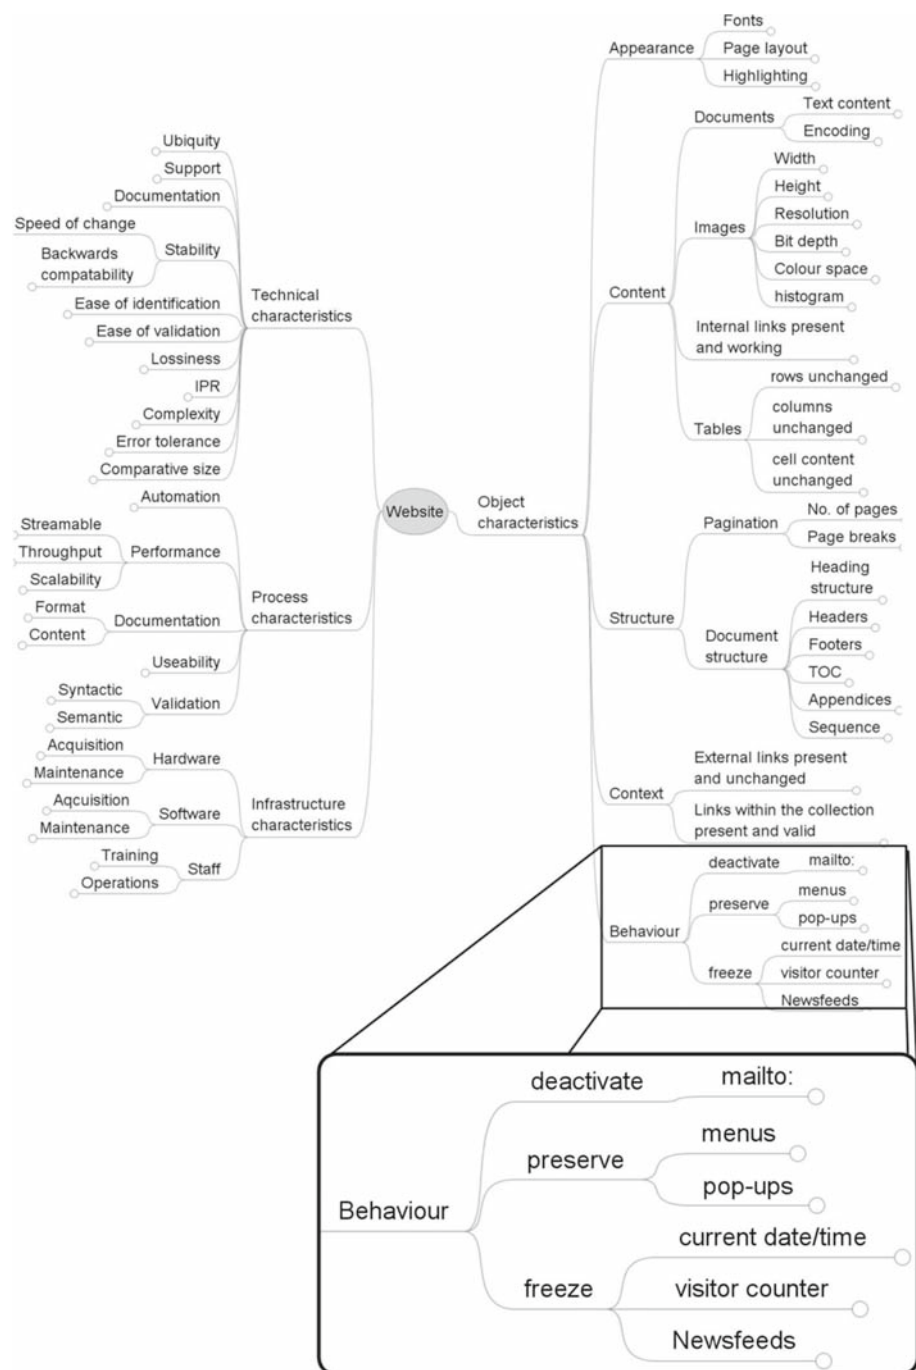 Website
Technical
characteristics
Ubiquity
Support
Documentation
Stability
Speed of change
Backwards
compatability
Ease of identification
Ease of validation
Lossiness
IPR
Complexity
Error tolerance
Comparative size
Process
characteristics
Automation
Performance
Streamable
Throughput
Scalability
Documentation
Format
Content
Useability
Validation
Syntactic
Semantic
Infrastructure
characteristics
Hardware
Acquisition
Maintenance
Software
Aqcuisition
Maintenance
Staff
Training
Operations
Object
characteristics
Appearance
Fonts
Page layout
Highlighting
Content
Documents
Text content
Encoding
Images
Width
Height
Resolution
Bit depth
Colour space
histogram
Internal links present
and working
Tables
rows unchanged
columns
unchanged
cell content
unchanged
Structure
Pagination
No. of pages
Page breaks
Document
structure
Heading
structure
Headers
Footers
TOC
Appendices
Sequence
Context
External links present
and unchanged
Links within the collection
present and valid
Behaviour
deactivate
mailto:
preserve
menus
pop-ups
freeze
current date/time
visitor counter
Newsfeeds
Behaviour
deactivate
mailto:
preserve
menus
pop-ups
freeze
current date/time
visitor counter
Newsfeeds